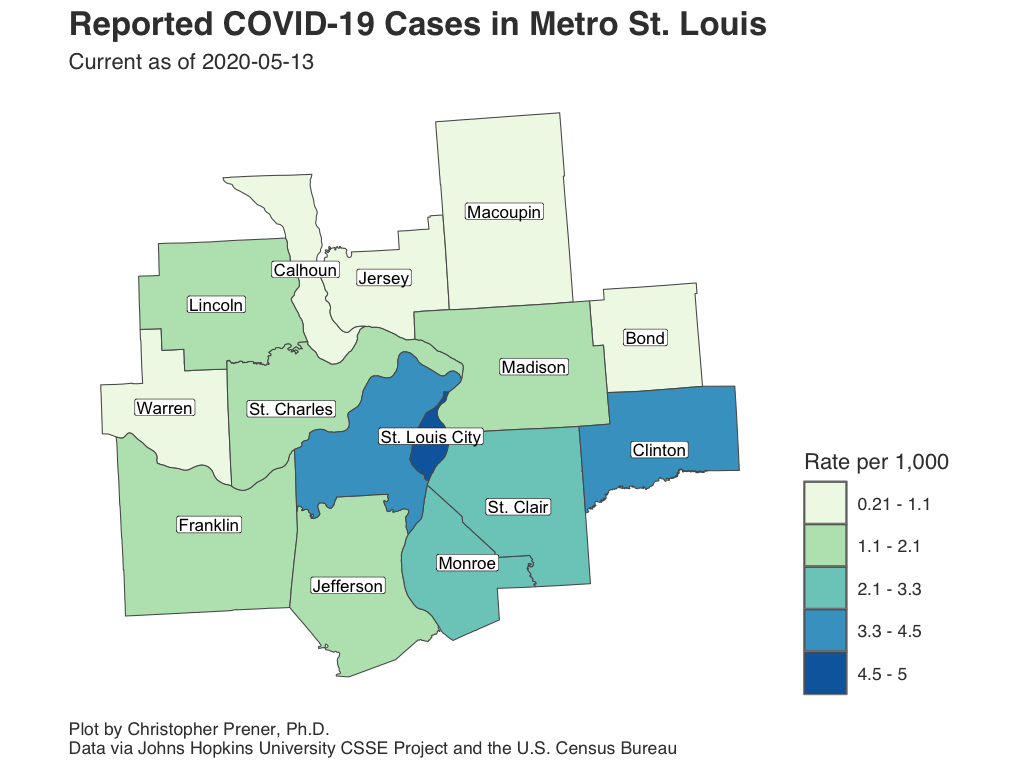 Reported COVID-19 Cases in Metro St. Louis
Current as of 2020-05-13
Macoupin
Calhoun
Jersey
Lincoln
Bond
Madison
Warren
St. Charles
St. Louis City
Clinton
Rate per 1,000
0.21 - 1.1
St. Clair
Franklin
1.1 - 2.1
Monroe
Jefferson
2.1 - 3.3
3.3 - 4.5
4.5 - 5
Plot by Christopher Prener, Ph.D.
Data via Johns Hopkins University CSSE Project and the U.S. Census Bureau